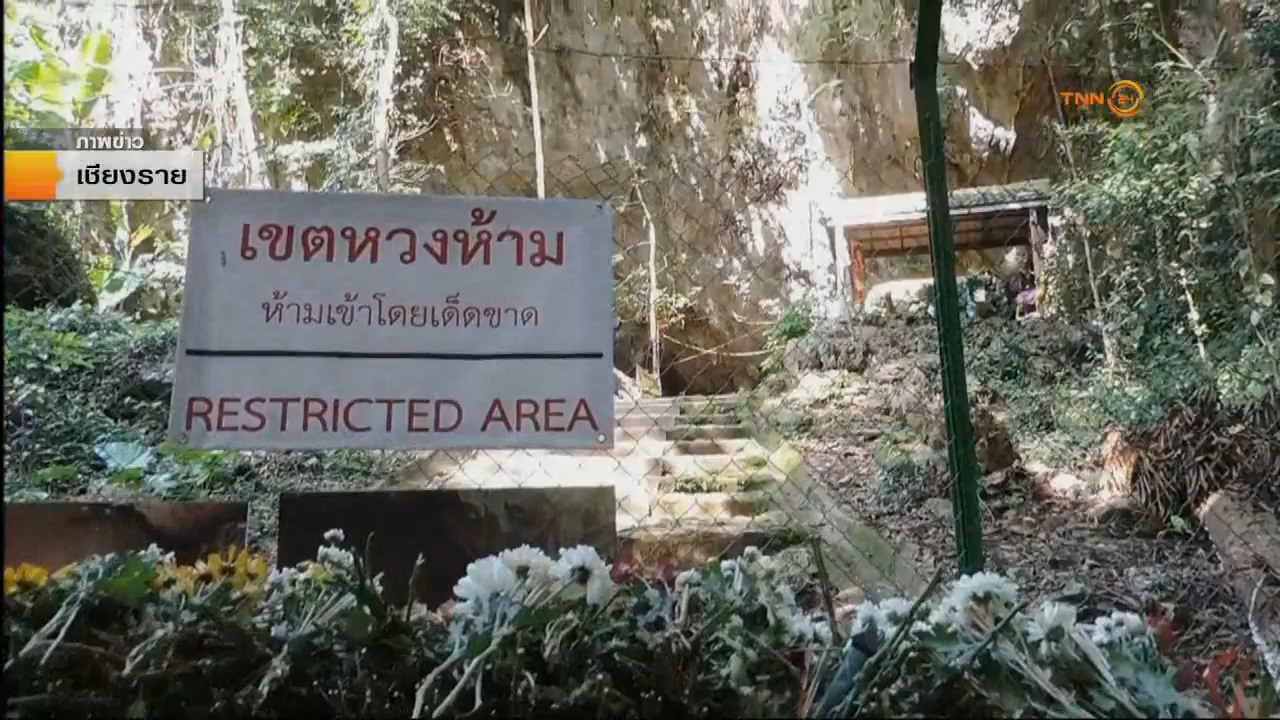 TNN 24
ภาพข่าว
เชียงราย
เขตหวงห้าม
ห้ามเข้าโดยเด็ดขาด
RESTRICTED AREA